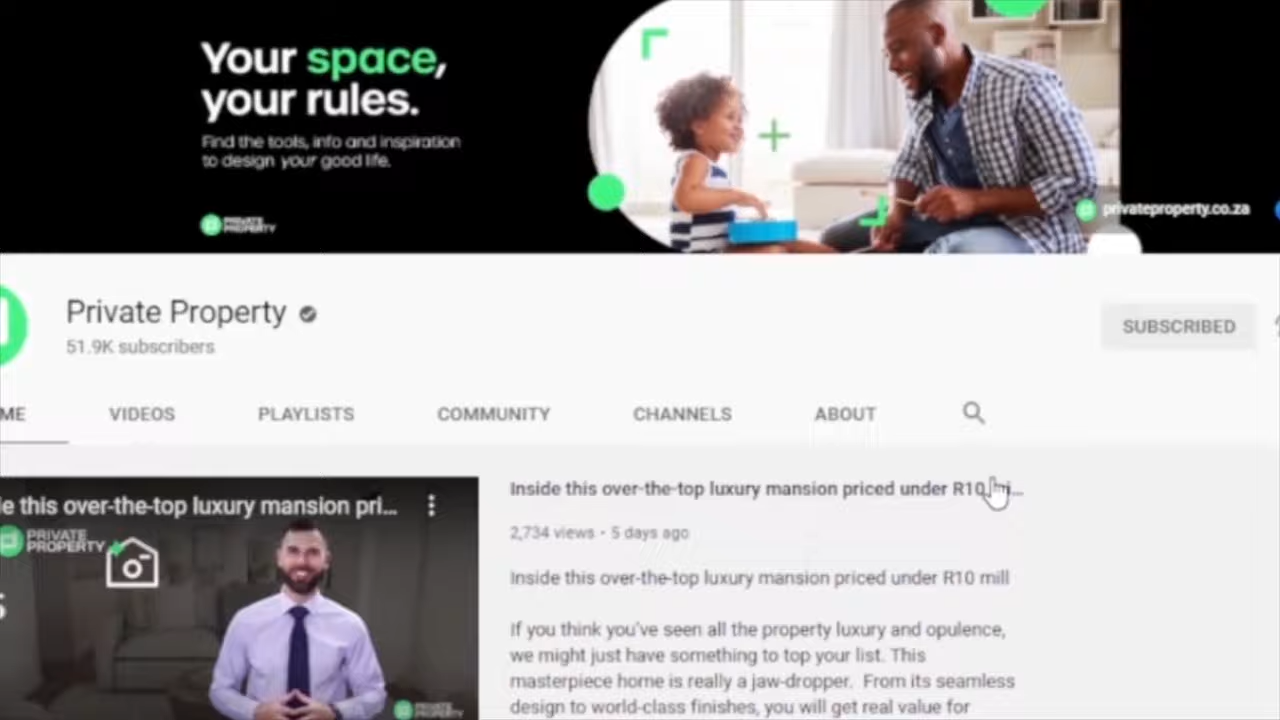 Your space,
your rules.
Find the tools, info and inspiration
to design your good life.
PRIVATE
PROPERTY
privateproperty.co.za
Private Property
51.9K subscribers
SUBSCRIBED
ME
VIDEOS
PLAYLISTS
COMMUNITY
CHANNELS
ABOUT
e this over-the-top luxury mansion pri...
PRIVATE
PROPERTY
PRIVATE
PROPERTY
Inside this over-the-top luxury mansion priced under R10
2,734 views • 5 days ago
Inside this over-the-top luxury mansion priced under R10 mill
If you think you've seen all the property luxury and opulence,
we might just have something to top your list. This
masterpiece home is really a jaw-dropper. From its seamless
design to world-class finishes, you will get real value for